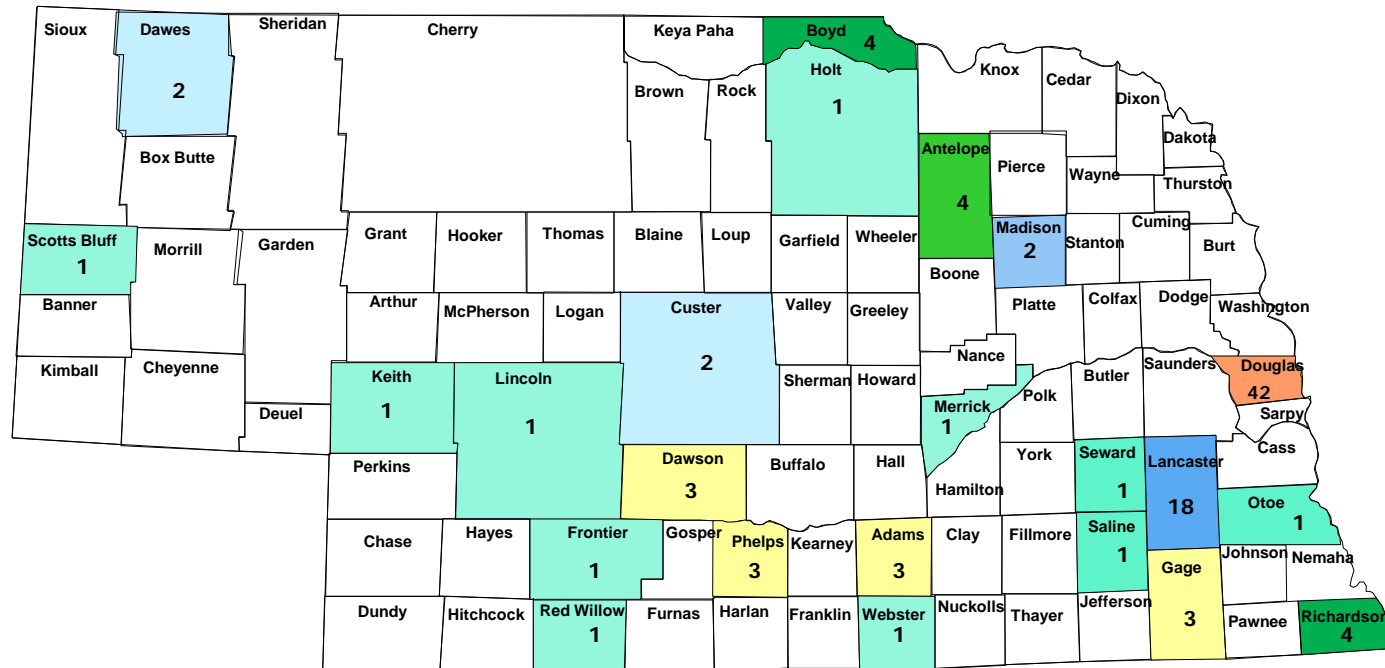 Sioux
Dawes
Sheridan
Cherry
Keya Paha
Boyd
4
Holt
1
Knox
Cedar
Dixon
Dakota
2
Brown
Rock
Box Butte
Antelope
4
Pierce
Wayne
Thurston
Scotts Bluff
1
Morrill
Garden
Grant
Hooker
Thomas
Blaine
Loup
Garfield
Wheeler
Madison
2
Stanton
Cuming
Burt
Boone
Banner
Arthur
McPherson
Logan
Custer
2
Valley
Greeley
Platte
Colfax
Dodge
Washington
Kimball
Cheyenne
Deuel
Keith
1
Lincoln
1
Sherman
Howard
Nance
Merrick
1
Polk
Butler
Saunders
Douglas
42
Sarpy
Perkins
Dawson
3
Buffalo
Hall
Hamilton
York
Seward
1
Lancaster
18
Cass
Otoe
1
Chase
Hayes
Frontier
1
Gosper
Phelps
3
Kearney
Adams
3
Clay
Fillmore
Saline
1
Gage
3
Johnson
Nemaha
Dundy
Hitchcock
Red Willow
1
Furnas
Harlan
Franklin
Webster
1
Nuckolls
Thayer
Jefferson
Pawnee
Richardson
4